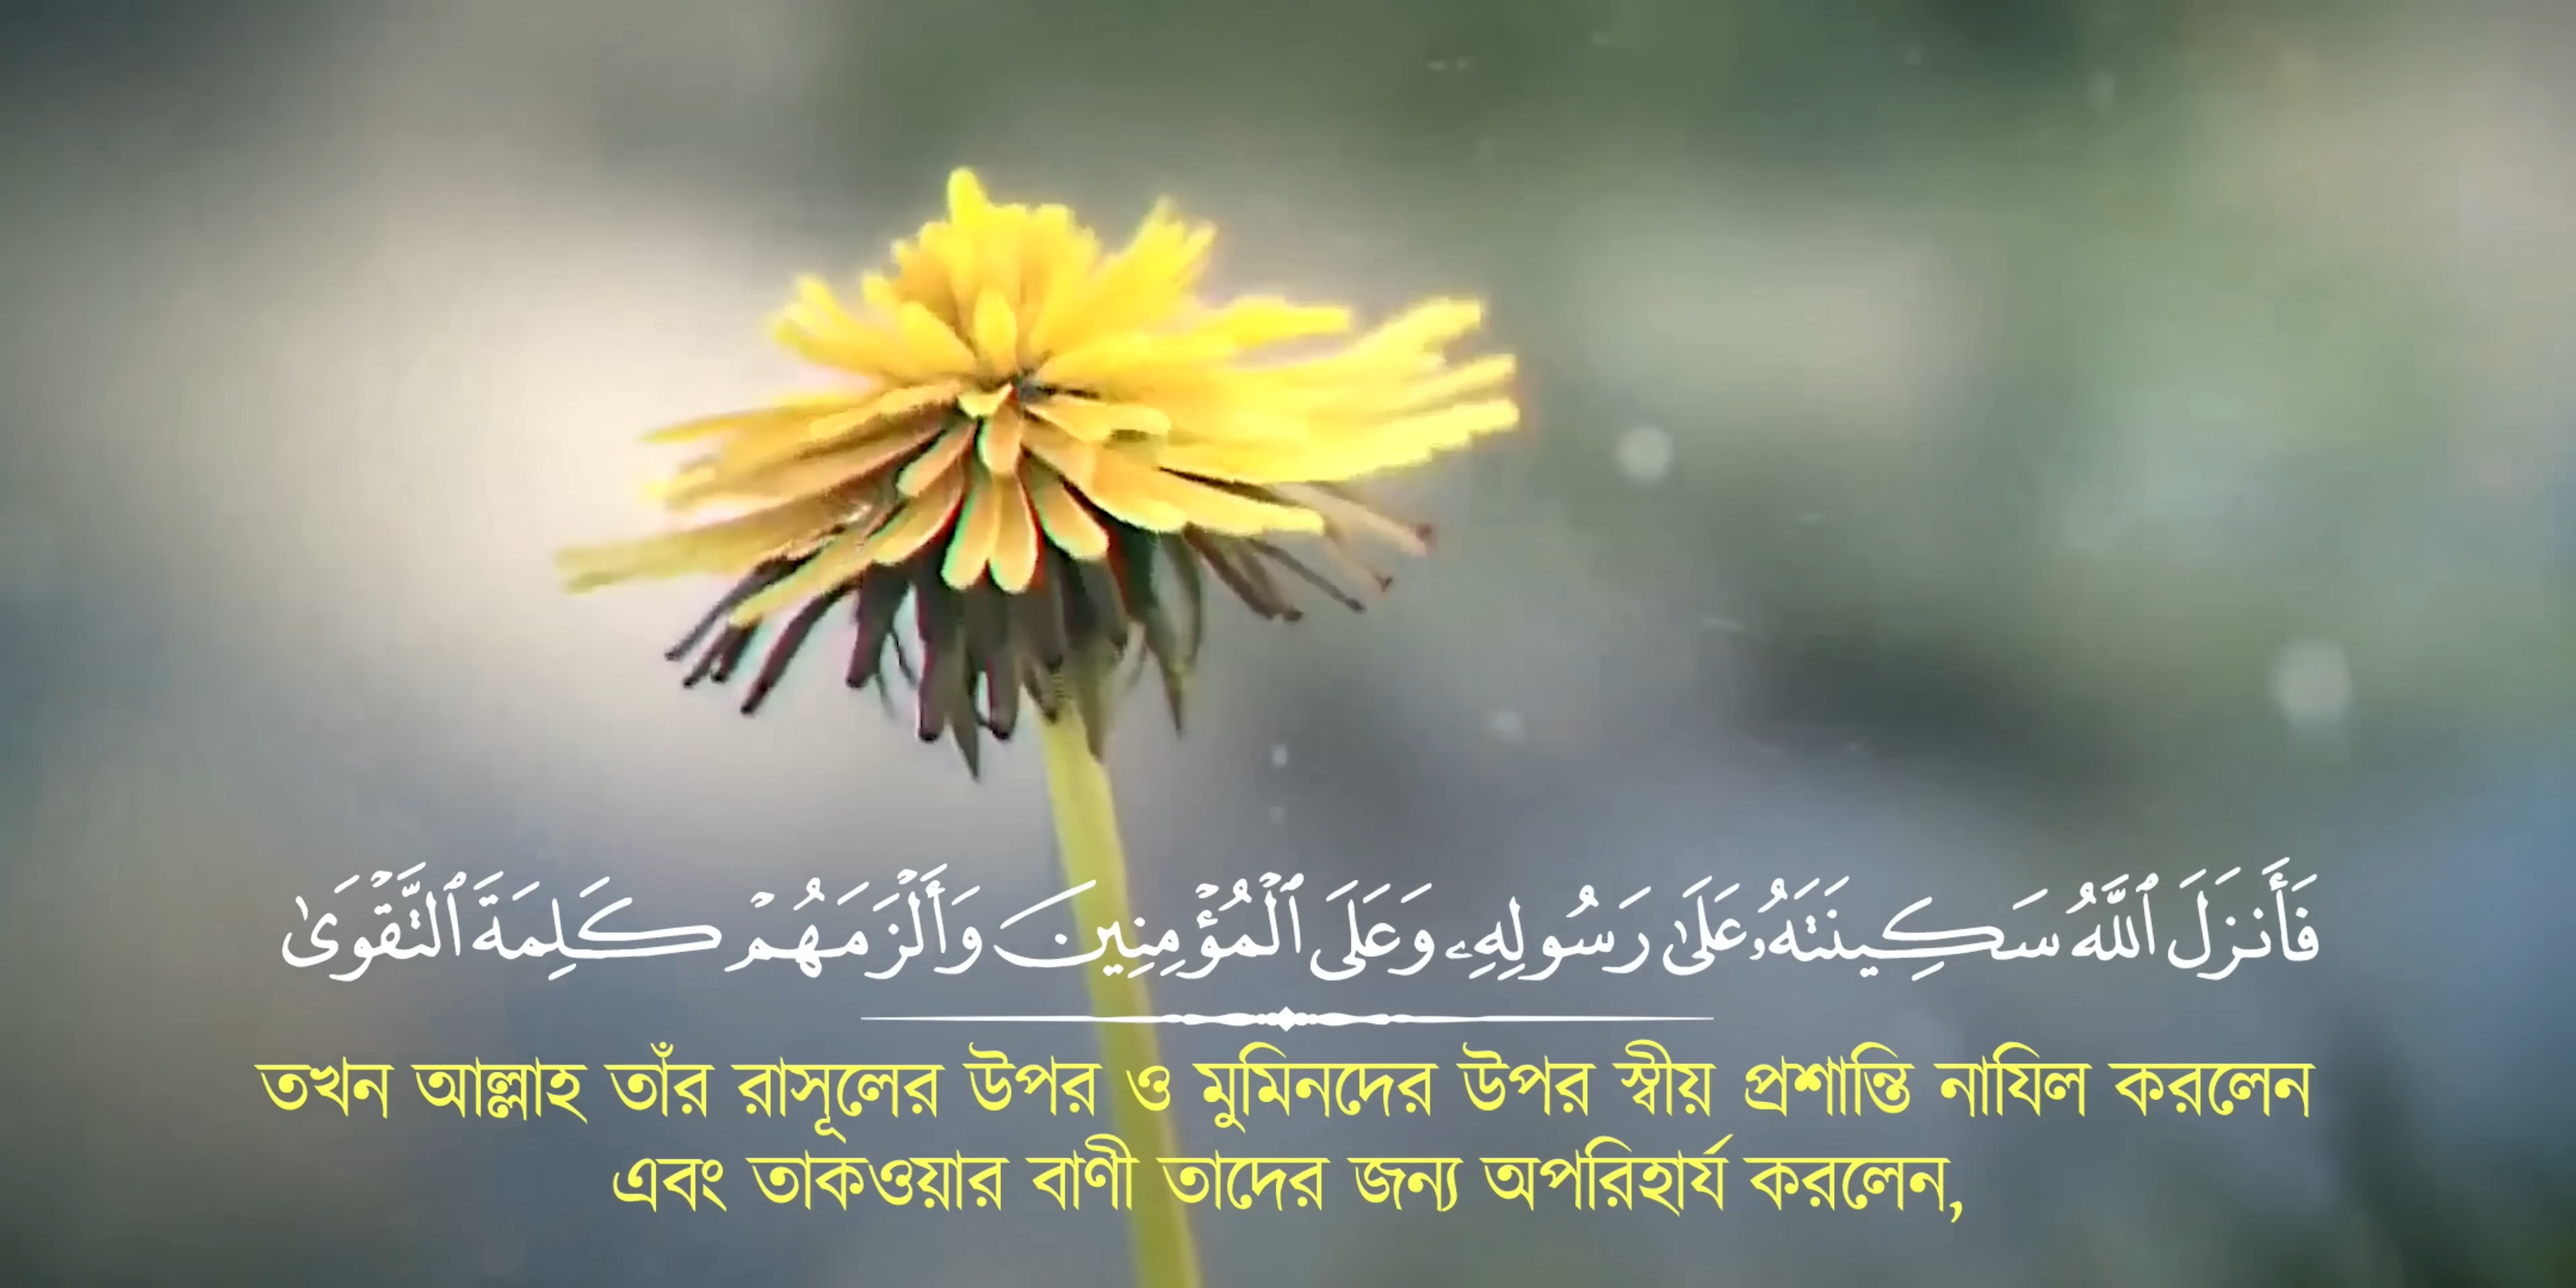 فَأَنزَلَ ٱللَّهُ سَكِينَتَهُۥ عَلَىٰ رَسُولِهِۦ وَعَلَى ٱلْمُؤْمِنِينَ وَأَلْزَمَهُمْ كَلِمَةَ ٱلتَّقْوَىٰ
তখন আল্লাহ তাঁর রাসূলের উপর ও মুমিনদের উপর স্বীয় প্রশান্তি নাযিল করলেন
এবং তাকওয়ার বাণী তাদের জন্য অপরিহার্য করলেন,